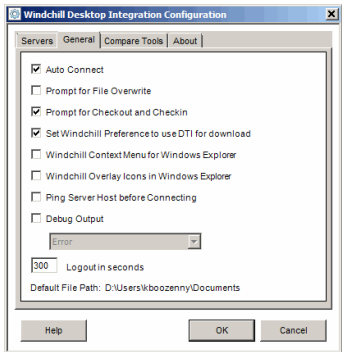 Windchill Desktop Integration Configuration
Servers General Compare Tools About
Auto Connect
Prompt for File Overwrite
Prompt for Checkout and Checkin
Set Windchill Preference to use DTI for download
Windchill Context Menu for Windows Explorer
Windchill Overlay Icons in Windows Explorer
Ping Server Host before Connecting
Debug Output
Error
300 Logout in seconds
Default File Path: D:\Users\kboozenny\Documents
Help OK Cancel